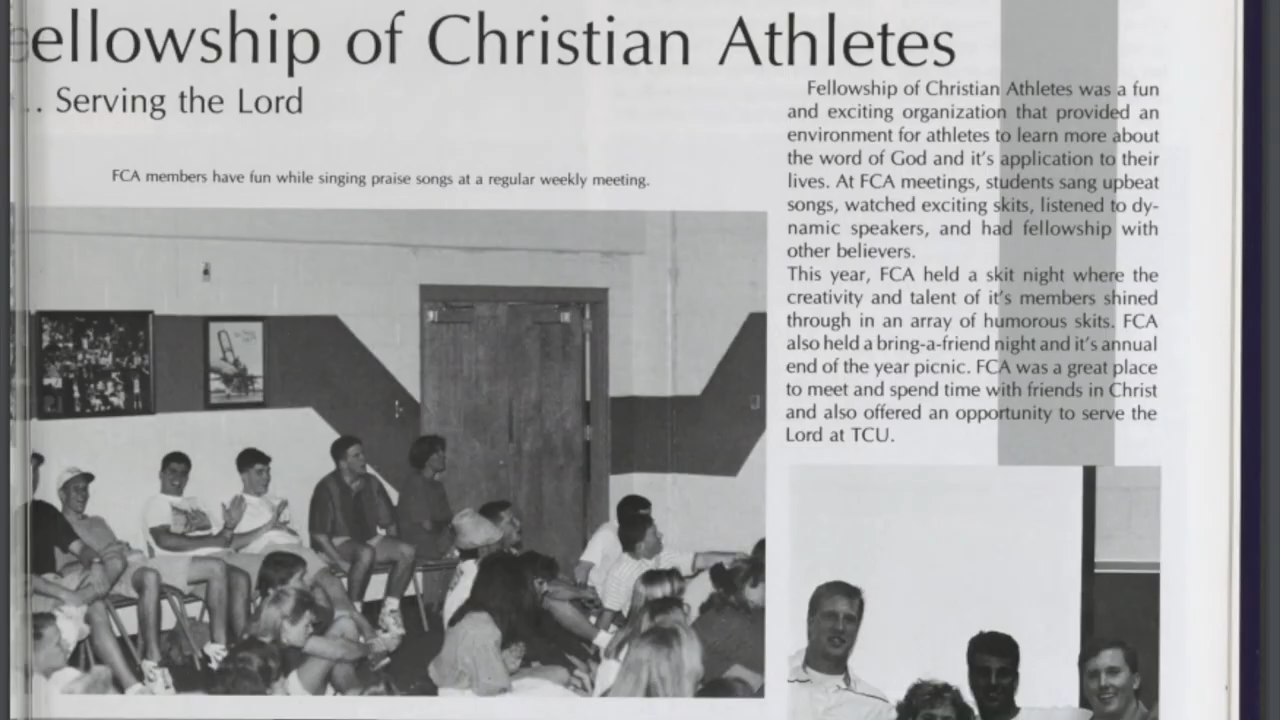 ellowship of Christian Athletes
.. Serving the Lord
FCA members have fun while singing praise songs at a regular weekly meeting.
Fellowship of Christian Athletes was a fun
and exciting organization that provided an
environment for athletes to learn more about
the word of God and it's application to their
lives. At FCA meetings, students sang upbeat
songs, watched exciting skits, listened to dy-
namic speakers, and had fellowship with
other believers.
This year, FCA held a skit night where the
creativity and talent of it's members shined
through in an array of humorous skits. FCA
also held a bring-a-friend night and it's annual
end of the year picnic. FCA was a great place
to meet and spend time with friends in Christ
and also offered an opportunity to serve the
Lord at TCU.